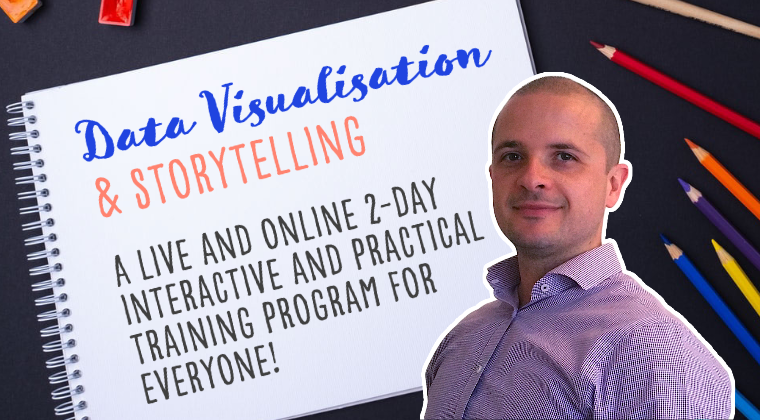 Data Visualisation
& STORYTELLING
A LIVE AND ONLINE 2-DAY
INTERACTIVE AND PRACTICAL
TRAINING PROGRAM FOR
EVERYONE!